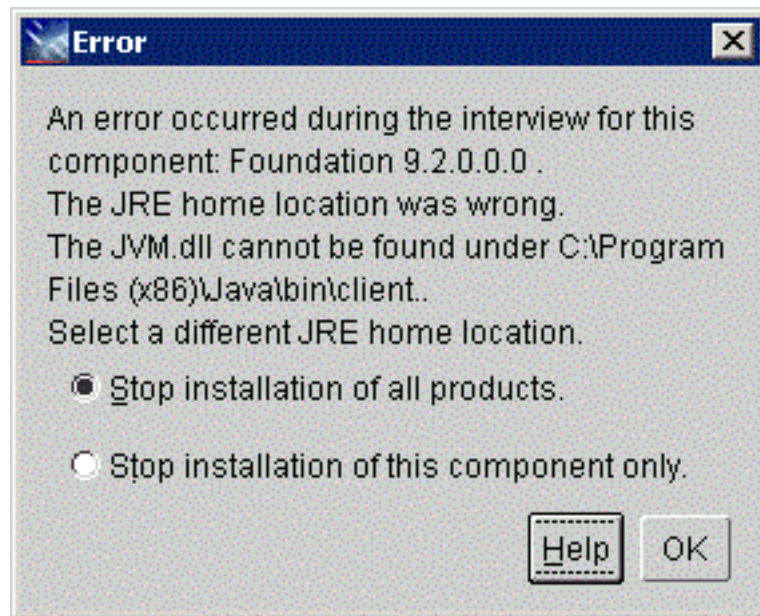 Error
An error occurred during the interview for this
component: Foundation 9.2.0.0.0 .
The JRE home location was wrong.
The JVM.dll cannot be found under C:\Program
Files (x86)\Java\bin\client..
Select a different JRE home location.
Stop installation of all products.
Stop installation of this component only.
Help OK